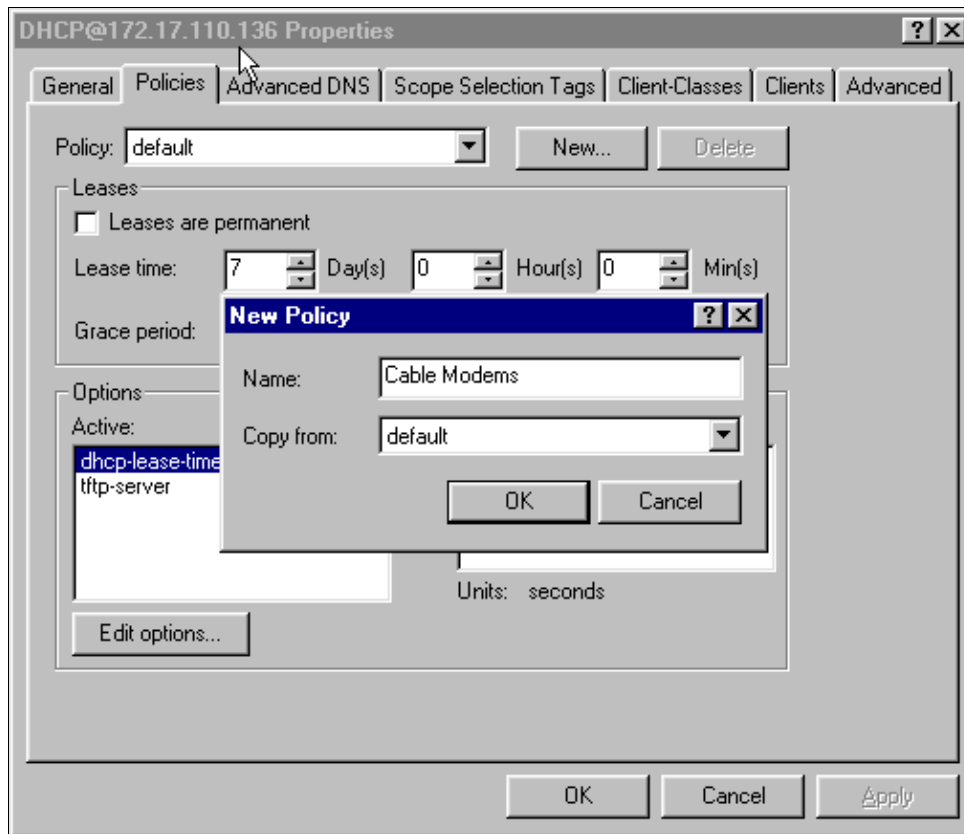 DHCP@172.17.110.136 Properties
General Policies Advanced DNS Scope Selection Tags Client-Classes Clients Advanced
Policy: default New... Delete
Leases
Leases are permanent
Lease time: 7 Day(s) 0 Hour(s) 0 Min(s)
Grace period:
New Policy
Name: Cable Modems
Copy from: default
OK Cancel
Options
Active:
dhcp-lease-time
tftp-server
Units: seconds
Edit options...
OK Cancel Apply